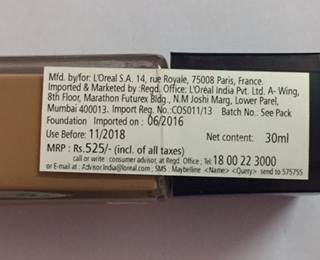 Mfd. by/for: L'Oreal S.A. 14, rue Royale, 75008 Paris, France.
Imported & Marketed by :Regd. Office: L'Oréal India Pvt. Ltd. A- Wing,
8th Floor, Marathon Futurex Bldg., N.M Joshi Marg, Lower Parel,
Mumbai 400013. Import Reg. No.:COS011/13 Batch No.: See Pack
Foundation Imported on : 06/2016
Use Before: 11/2018 Net content: 30ml
MRP : Rs.525/- (incl. of all taxes)
call or write : consumer advisor, at Regd. Office ; Tel: 18 00 22 3000
or E-mail at : Advisor.India@loreal.com ; SMS : Maybelline <Name> <Query> send to 575755